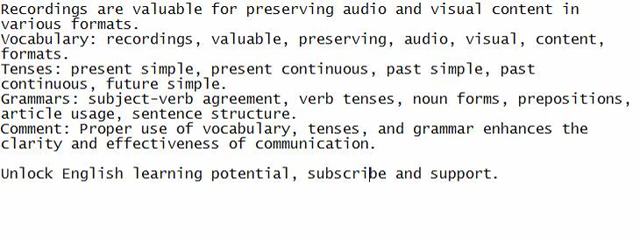 Recordings are valuable for preserving audio and visual content in
various formats.
Vocabulary: recordings, valuable, preserving, audio, visual, content,
formats.
Tenses: present simple, present continuous, past simple, past
continuous, future simple.
Grammars: subject-verb agreement, verb tenses, noun forms, prepositions,
article usage, sentence structure.
Comment: Proper use of vocabulary, tenses, and grammar enhances the
clarity and effectiveness of communication.

Unlock English learning potential, subscribe and support.